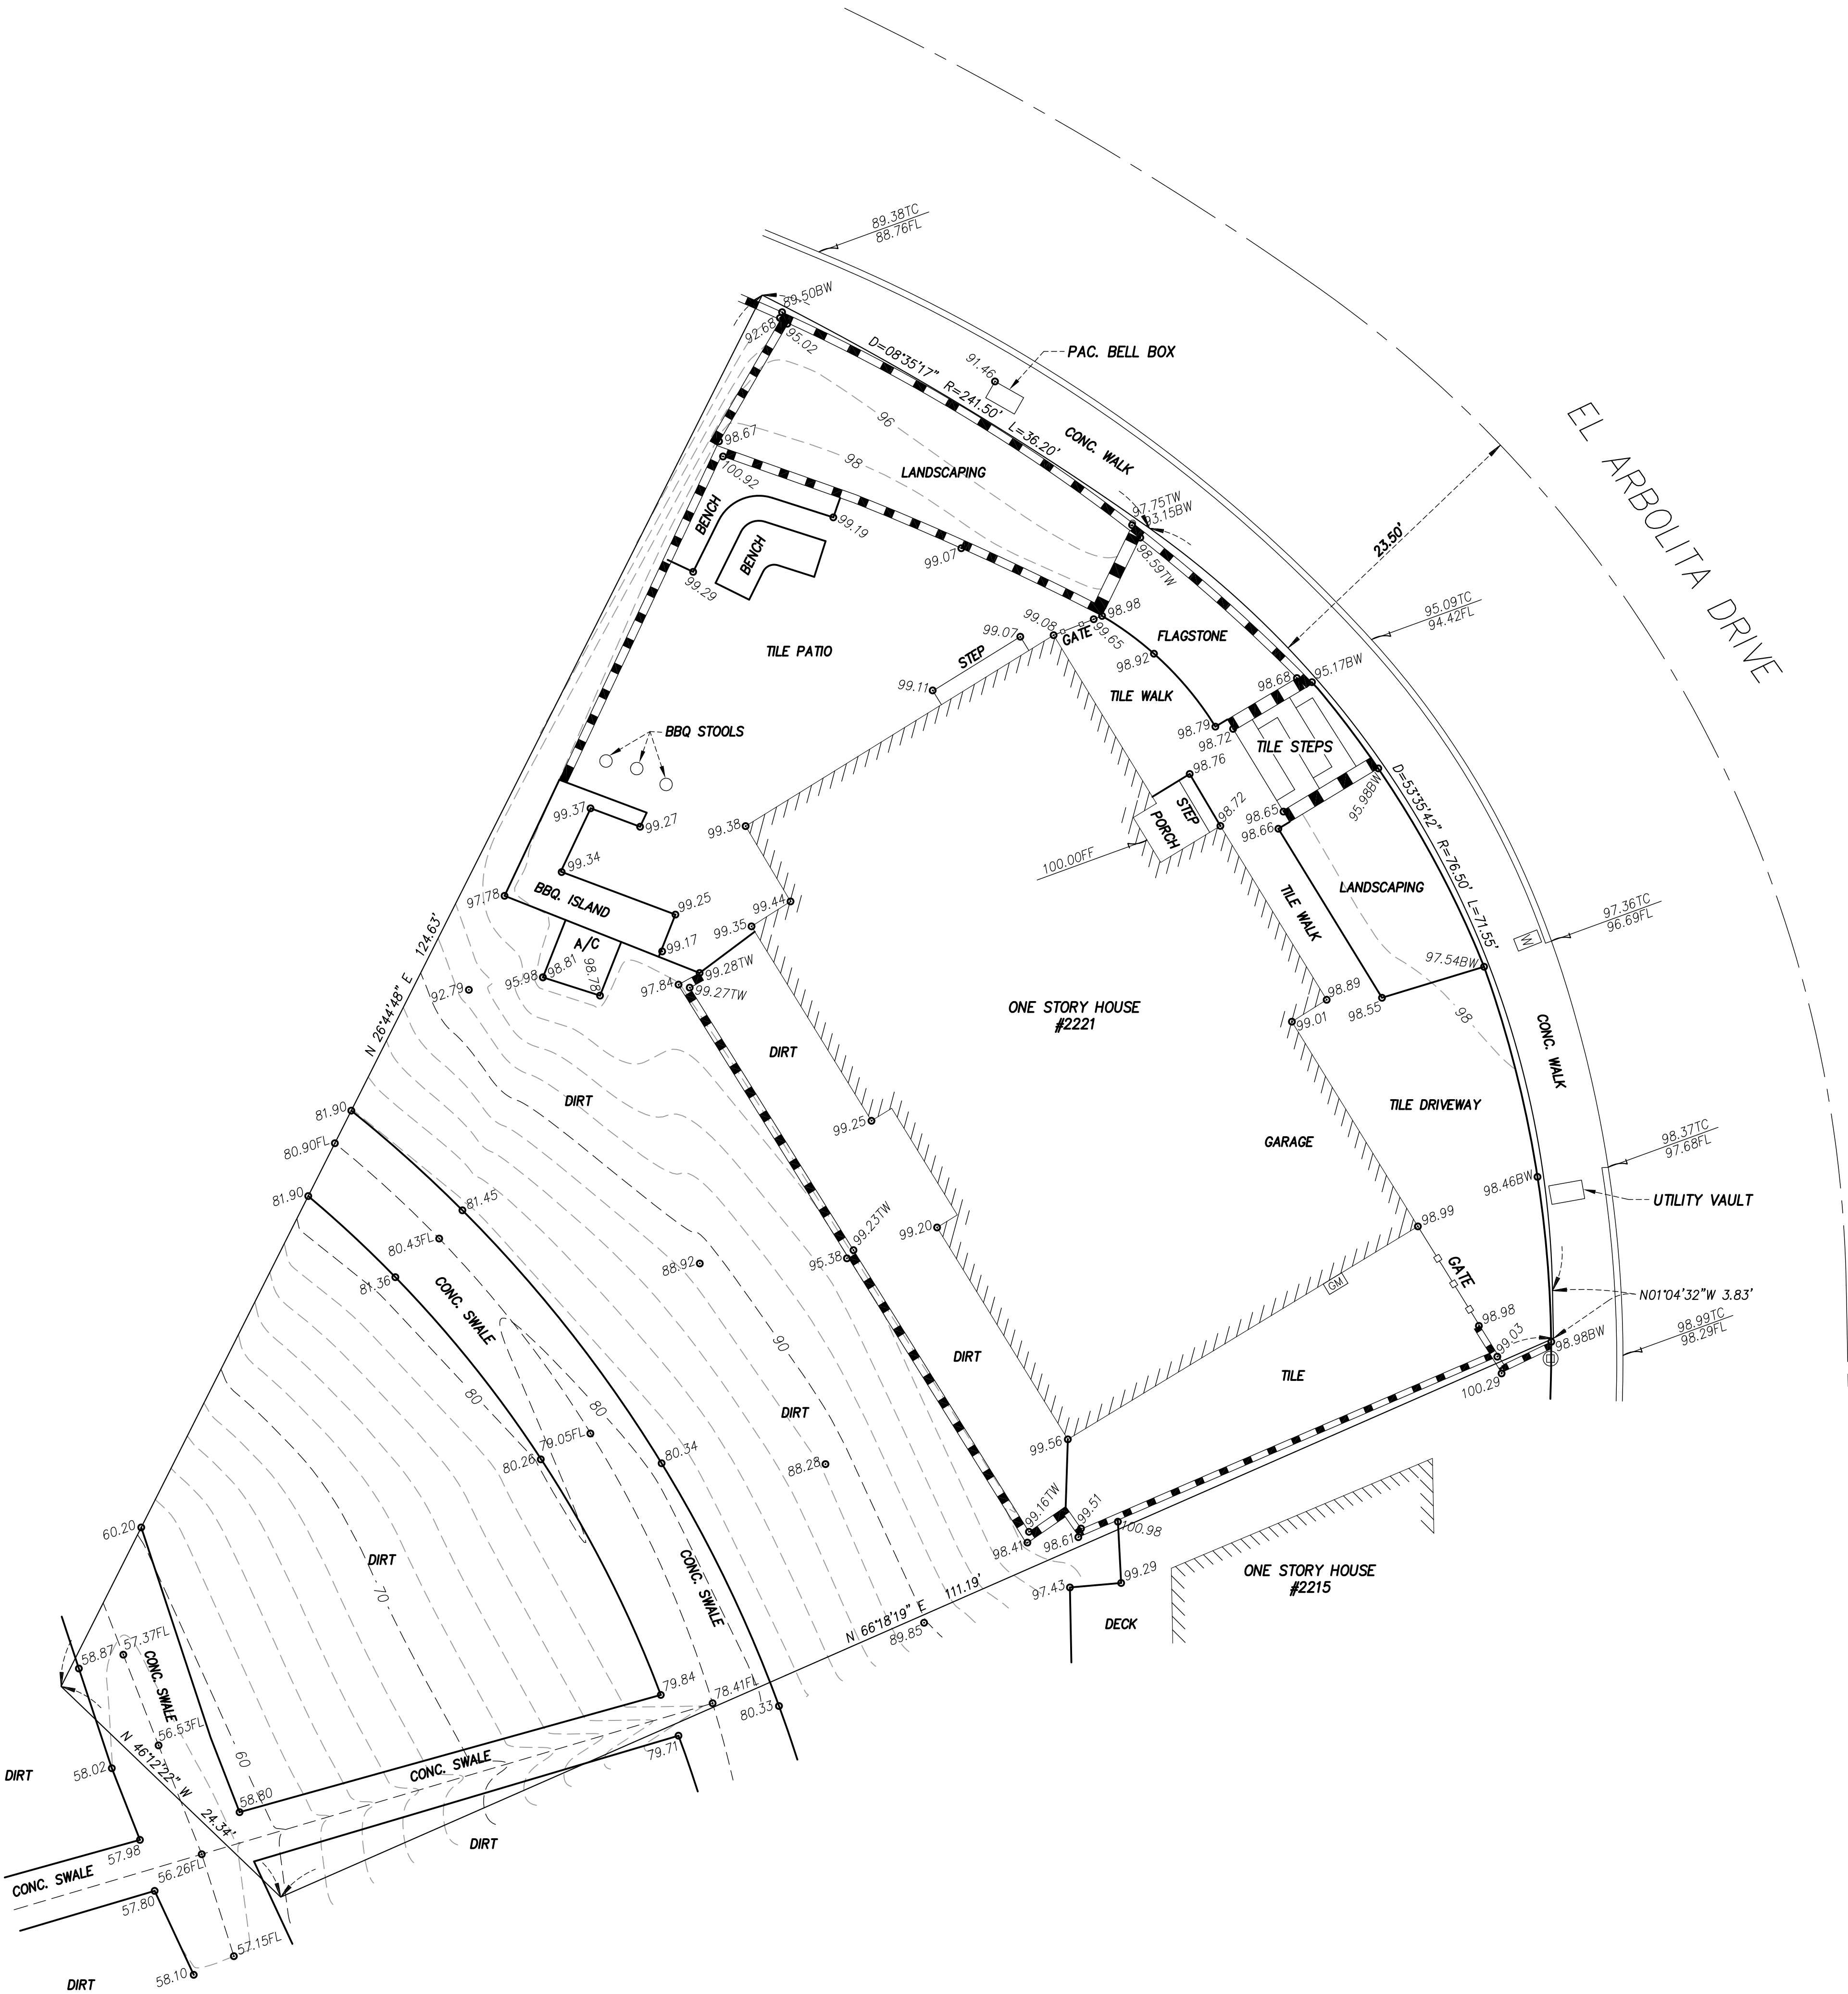 89.38TC
88.76FL
89.50BW
92.68
95.02
D=08°35'17" R=241.50' L=36.20'
91.46
PAC. BELL BOX
CONC. WALK
EL ARBOLITA DRIVE
23.50'
96
98
LANDSCAPING
98.67
100.92
BENCH
BENCH
99.19
99.29
99.07
97.75TW
93.15BW
98.59TW
95.09TC
94.42FL
98.98
99.65
99.08
GATE
FLAGSTONE
99.07
STEP
99.11
98.92
TILE PATIO
TILE WALK
98.68
95.17BW
98.79
98.72
TILE STEPS
BBQ STOOLS
98.76
STEP
PORCH
98.72
98.65
98.66
95.98BW
D=53°35'42" R=76.50' L=71.55'
99.37
99.27
99.38
100.00FF
99.34
BBQ. ISLAND
97.78
99.25
99.44
99.35
99.17
A/C
95.98
98.81
98.78
99.28TW
97.84
99.27TW
92.79
TILE WALK
LANDSCAPING
W
97.36TC
96.69FL
97.54BW
98.89
98.55
99.01
98
N 26°44'48" E 124.63'
ONE STORY HOUSE
#2221
DIRT
DIRT
CONC. WALK
TILE DRIVEWAY
GARAGE
98.37TC
97.68FL
98.46BW
UTILITY VAULT
81.90
80.90FL
81.90
81.45
80.43FL
81.36
CONC. SWALE
99.25
99.20
99.23TW
95.38
88.92
98.99
GATE
GM
N01°04'32"W 3.83'
98.99TC
98.29FL
98.98
99.03
98.98BW
100.29
90
80
80
DIRT
DIRT
TILE
79.05FL
80.26
80.34
88.28
99.56
99.16TW
98.41
99.51
98.61
100.98
99.29
97.43
DECK
ONE STORY HOUSE
#2215
60.20
DIRT
70
CONC. SWALE
N 66°18'19" E 111.19'
89.85
58.87
57.37FL
CONC. SWALE
56.53FL
60
79.84
78.41FL
80.33
79.71
N 46°12'22" W 24.34'
DIRT
58.02
58.80
CONC. SWALE
DIRT
57.98
56.26FL
CONC. SWALE
57.80
57.15FL
58.10
DIRT